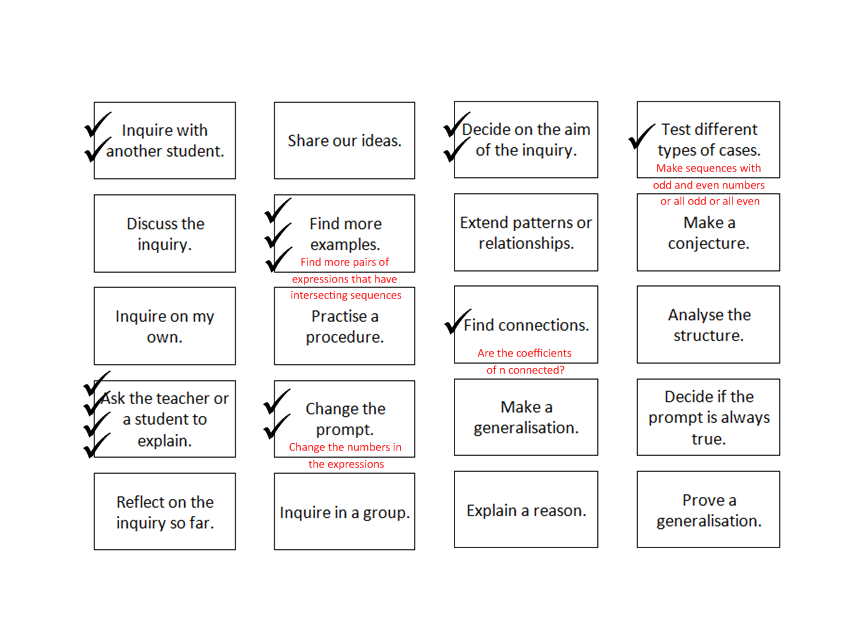 Inquire with
another student.
Share our ideas.
Decide on the aim
of the inquiry.
Test different
types of cases.
Make sequences with
odd and even numbers
or all odd or all even
Discuss the
inquiry.
Find more
examples.
Find more pairs of
expressions that have
intersecting sequences
Extend patterns or
relationships.
Make a
conjecture.
Inquire on my
own.
Practise a
procedure.
Find connections.
Are the coefficients
of n connected?
Analyse the
structure.
Ask the teacher or
a student to
explain.
Change the
prompt.
Change the numbers in
the expressions
Make a
generalisation.
Decide if the
prompt is always
true.
Reflect on the
inquiry so far.
Inquire in a group.
Explain a reason.
Prove a
generalisation.